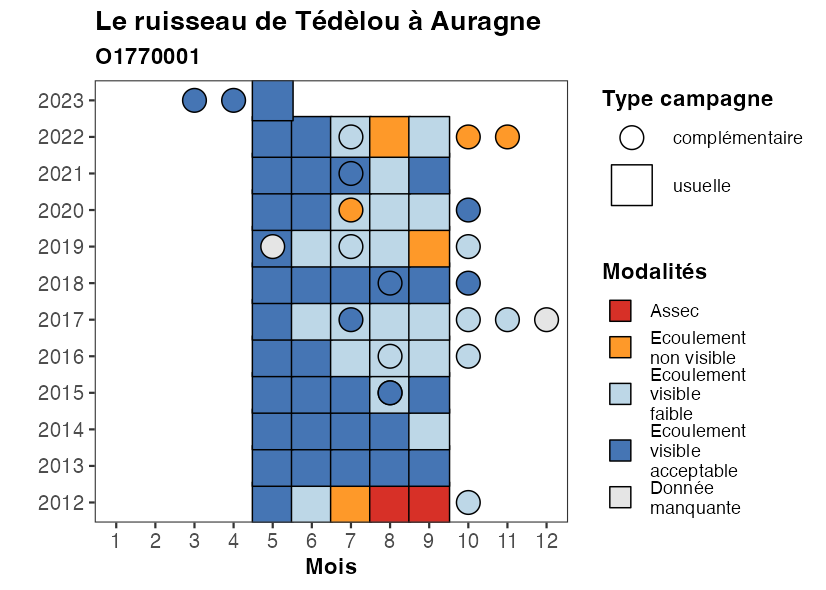 Le ruisseau de Tédèlou à Auragne
O1770001
2023
2022
2021
2020
2019
2018
2017
2016
2015
2014
2013
2012
1 2 3 4 5 6 7 8 9 10 11 12
Mois
Type campagne
complémentaire
usuelle
Modalités
Assec
Ecoulement
non visible
Ecoulement
visible
faible
Ecoulement
visible
acceptable
Donnée
manquante